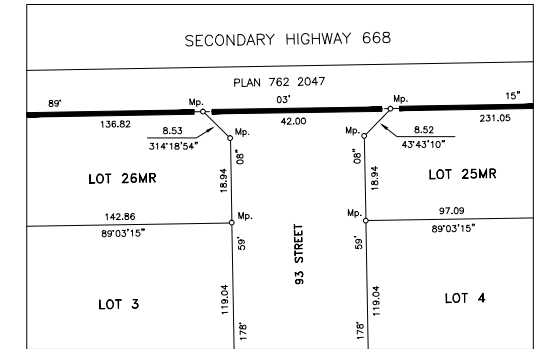 SECONDARY HIGHWAY 668
PLAN 762 2047
89' 03' 15"
Mp. Mp.
136.82 42.00 231.05
8.53 8.52
314°18'54" 43°43'10"
Mp. Mp.
08" 08"
LOT 26MR LOT 25MR
18.94 18.94
142.86 Mp. Mp. 97.09
89°03'15" 89°03'15"
59' 59'
93 STREET
LOT 3 LOT 4
119.04 119.04
178° 178°